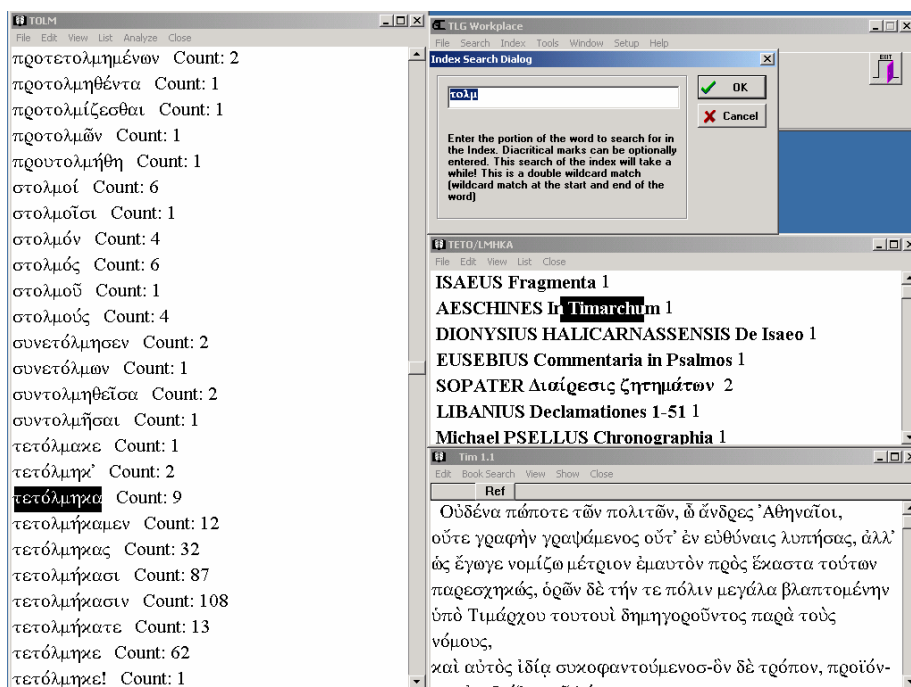 TOLM
File Edit View List Analyze Close
προτετολμημένων Count: 2
προτολμηθέντα Count: 1
προτολμίζεσθαι Count: 1
προτολμῶν Count: 1
προυτολμήθη Count: 1
στολμοί Count: 6
στολμοῖσι Count: 1
στολμόν Count: 4
στολμός Count: 6
στολμοῦ Count: 1
στολμούς Count: 4
συνετόλμησεν Count: 2
συνετόλμων Count: 1
συντολμηθεῖσα Count: 2
συντολμῆσαι Count: 1
τετόλμακε Count: 1
τετόλμηκ’ Count: 2
τετόλμηκα Count: 9
τετολμήκαμεν Count: 12
τετόλμηκας Count: 32
τετολμήκασι Count: 87
τετολμήκασιν Count: 108
τετολμήκατε Count: 13
τετόλμηκε Count: 62
τετόλμηκε! Count: 1
TLG Workplace
File Search Index Tools Window Setup Help
EXIT
Index Search Dialog
τολμ
OK
Cancel
Enter the portion of the word to search for in
the Index. Diacritical marks can be optionally
entered. This search of the index will take a
while! This is a double wildcard match
(wildcard match at the start and end of the
word)
TETO/LMHKA
File Edit View List Close
ISAEUS Fragmenta 1
AESCHINES In Timarchum 1
DIONYSIUS HALICARNASSENSIS De Isaeo 1
EUSEBIUS Commentaria in Psalmos 1
SOPATER Διαίρεσις ζητημάτων 2
LIBANIUS Declamationes 1-51 1
Michael PSELLUS Chronographia 1
Tim 1.1
Edit Book Search View Show Close
Ref
Οὐδένα πώποτε τῶν πολιτῶν, ὦ ἄνδρες Ἀθηναῖοι,
οὔτε γραφὴν γραψάμενος οὔτ’ ἐν εὐθύναις λυπήσας, ἀλλ’
ὡς ἔγωγε νομίζω μέτριον ἐμαυτὸν πρὸς ἕκαστα τούτων
παρεσχηκώς, ὁρῶν δὲ τήν τε πόλιν μεγάλα βλαπτομένην
ὑπὸ Τιμάρχου τουτουὶ δημηγοροῦντος παρὰ τοὺς
νόμους,
καὶ αὐτὸς ἰδίᾳ συκοφαντούμενος-ὃν δὲ τρόπον, προϊόν-